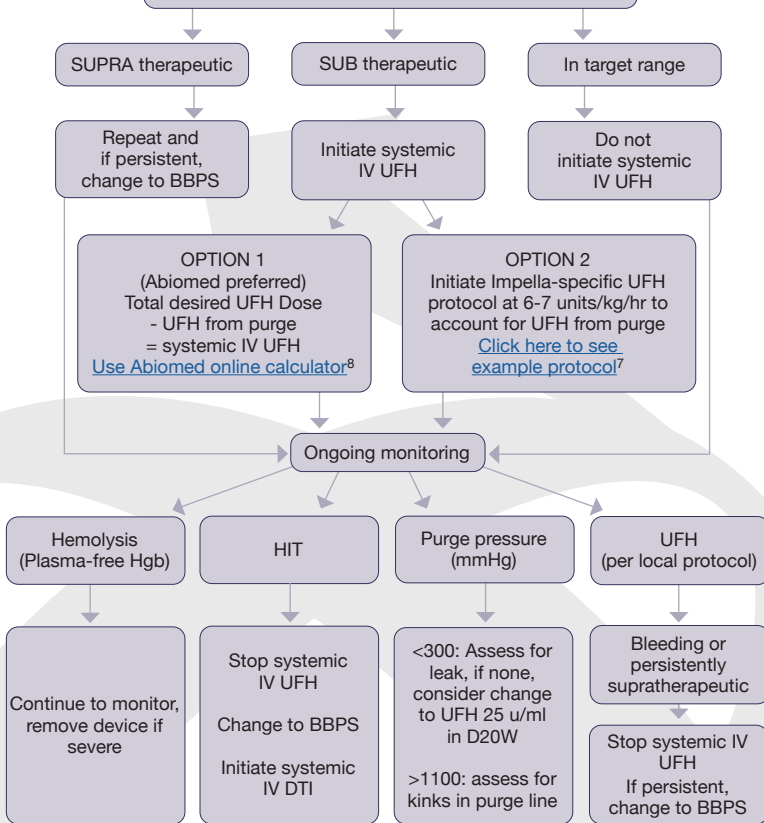 SUPRA therapeutic
SUB therapeutic
In target range
Repeat and
if persistent,
change to BBPS
Initiate systemic
IV UFH
Do not
initiate systemic
IV UFH
OPTION 1
(Abiomed preferred)
Total desired UFH Dose
- UFH from purge
= systemic IV UFH
Use Abiomed online calculator8
OPTION 2
Initiate Impella-specific UFH
protocol at 6-7 units/kg/hr to
account for UFH from purge
Click here to see
example protocol7
Ongoing monitoring
Hemolysis
(Plasma-free Hgb)
HIT
Purge pressure
(mmHg)
UFH
(per local protocol)
Continue to monitor,
remove device if
severe
Stop systemic
IV UFH
Change to BBPS
Initiate systemic
IV DTI
<300: Assess for
leak, if none,
consider change
to UFH 25 u/ml
in D20W
>1100: assess for
kinks in purge line
Bleeding or
persistently
supratherapeutic
Stop systemic IV
UFH
If persistent,
change to BBPS